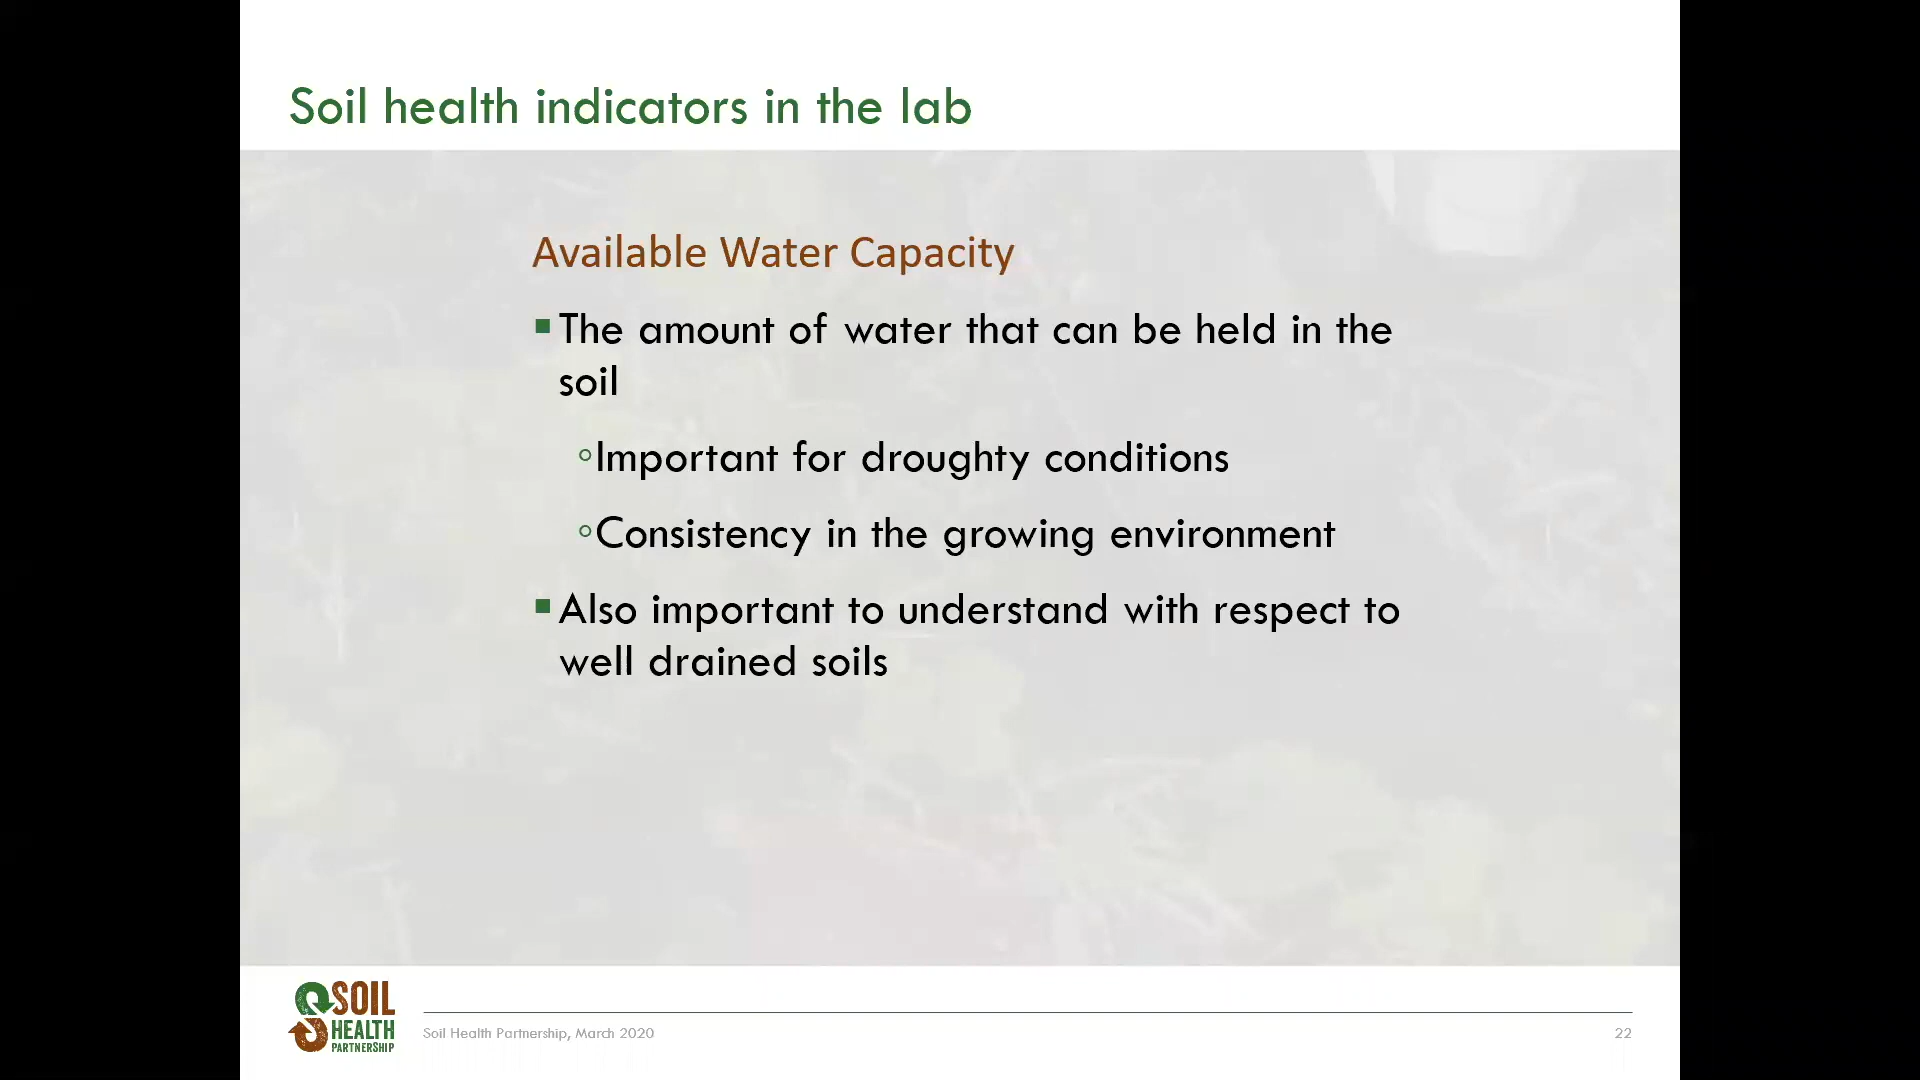 Soil health indicators in the lab
Available Water Capacity
▪The amount of water that can be held in the
soil
◦Important for droughty conditions
◦Consistency in the growing environment
▪Also important to understand with respect to
well drained soils
SOIL
HEALTH
PARTNERSHIP
Soil Health Partnership, March 2020
22